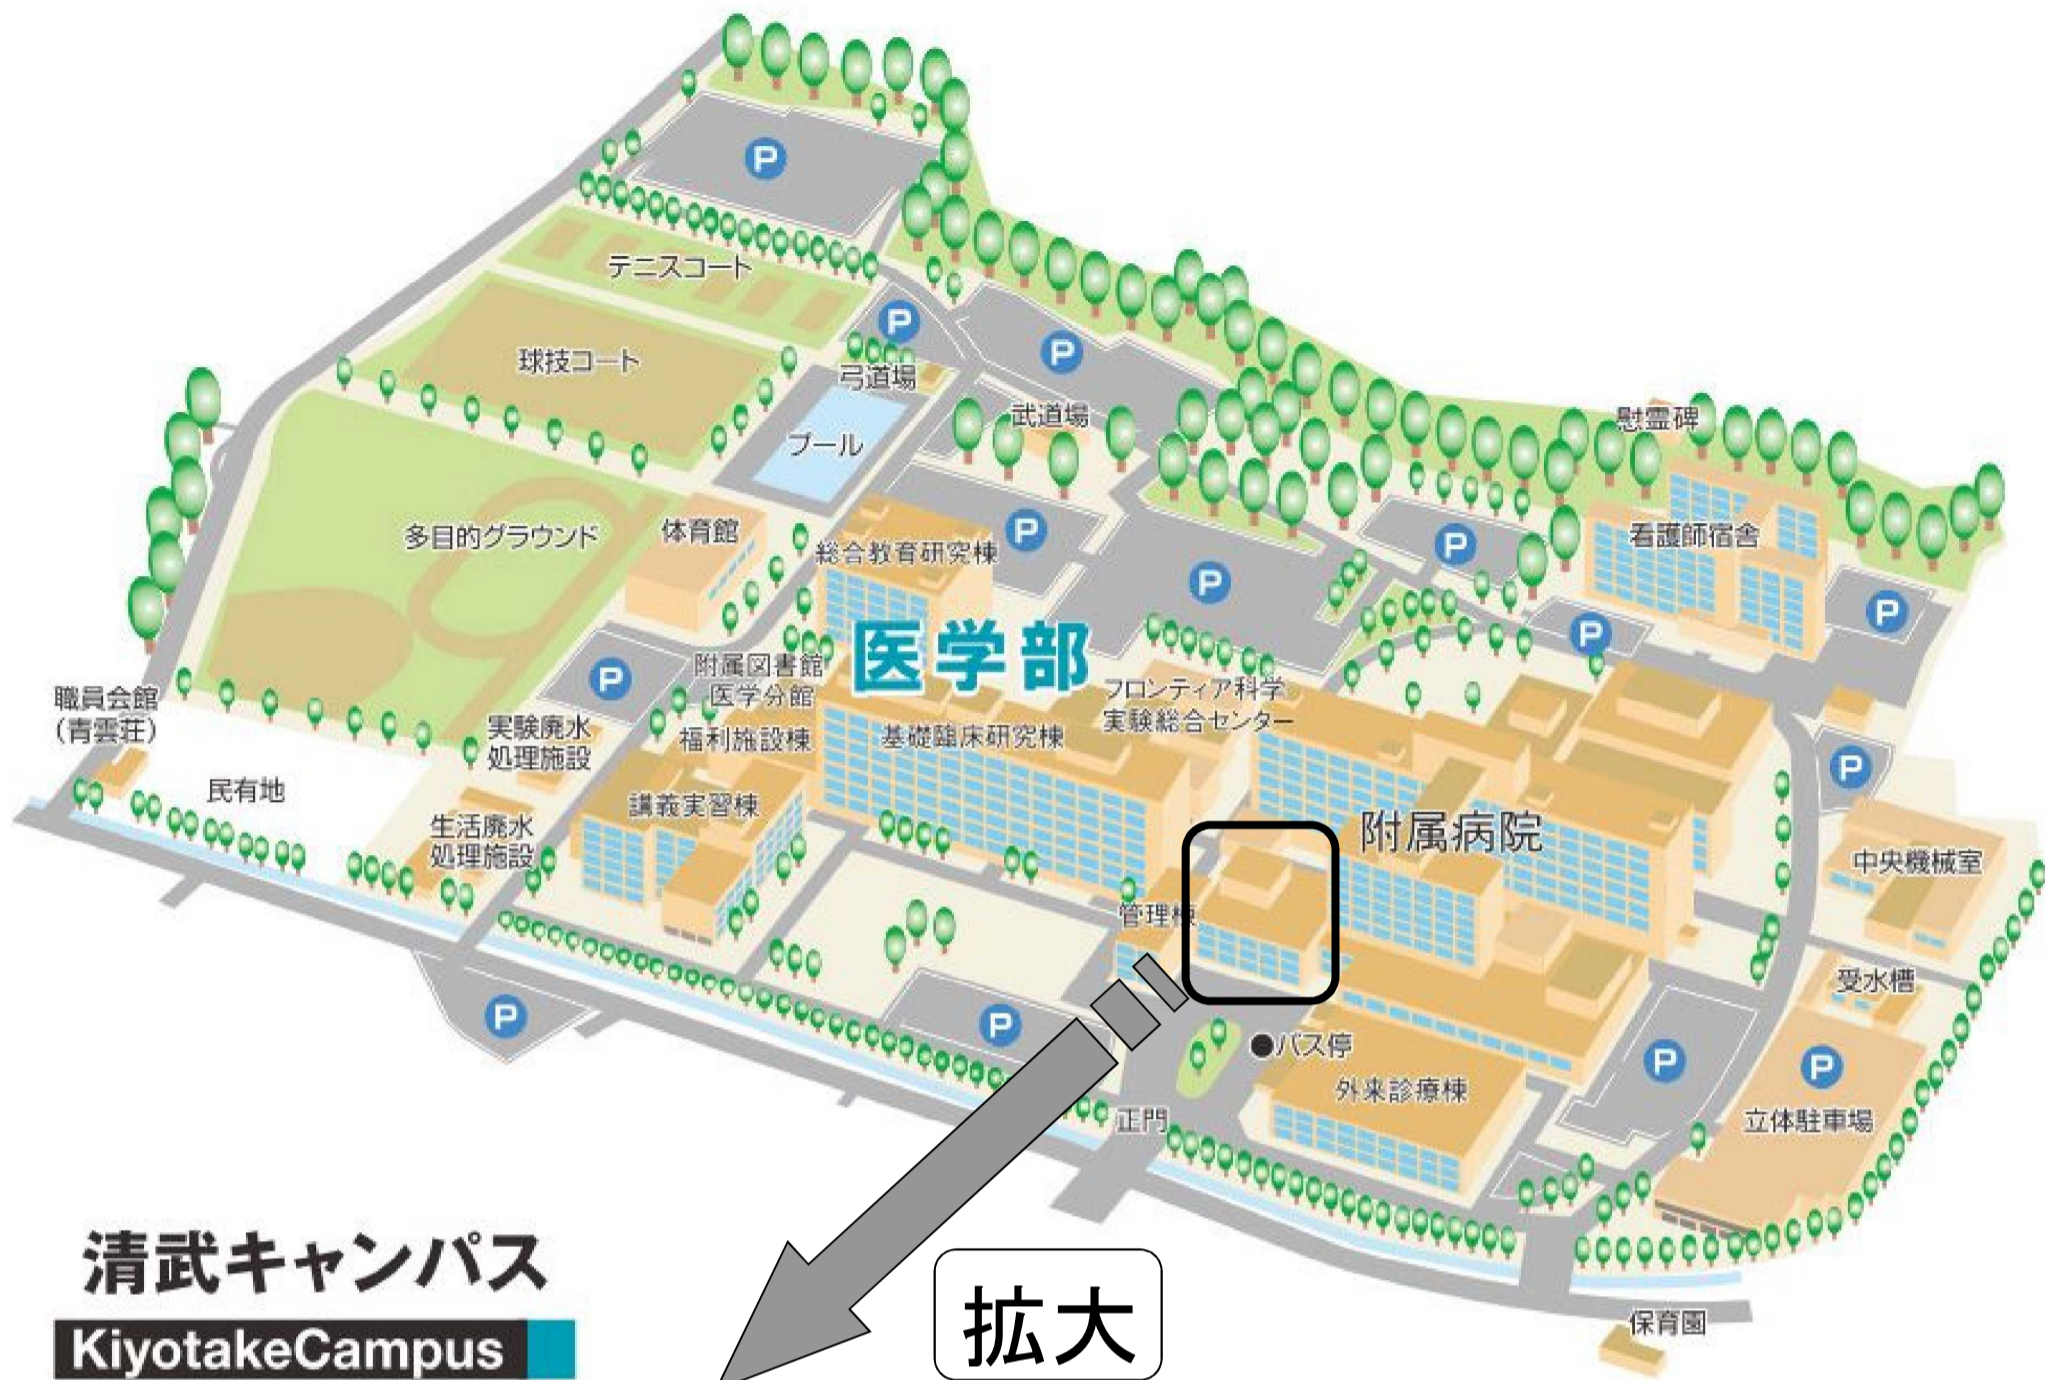 P
テニスコート
P
球技コート
弓道場
P
武道場
慰霊碑
プール
多目的グラウンド
体育館
総合教育研究棟
P
P
P
看護師宿舎
P
P
医学部
P
附属図書館
医学分館
フロンティア科学
実験総合センター
職員会館
(青雲荘)
実験廃水
処理施設
福利施設棟
基礎臨床研究棟
P
民有地
講義実習棟
生活廃水
処理施設
附属病院
中央機械室
管理棟
受水槽
P
P
バス停
P
P
外来診療棟
正門
立体駐車場
清武キャンパス
KiyotakeCampus
拡大
保育園